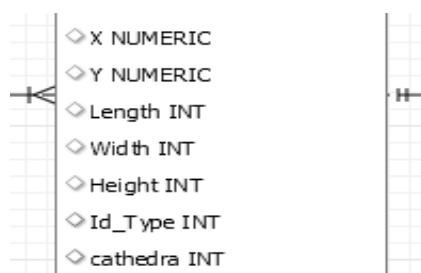 X NUMERIC
Y NUMERIC
Length INT
Width INT
Height INT
Id_Type INT
cathedra INT